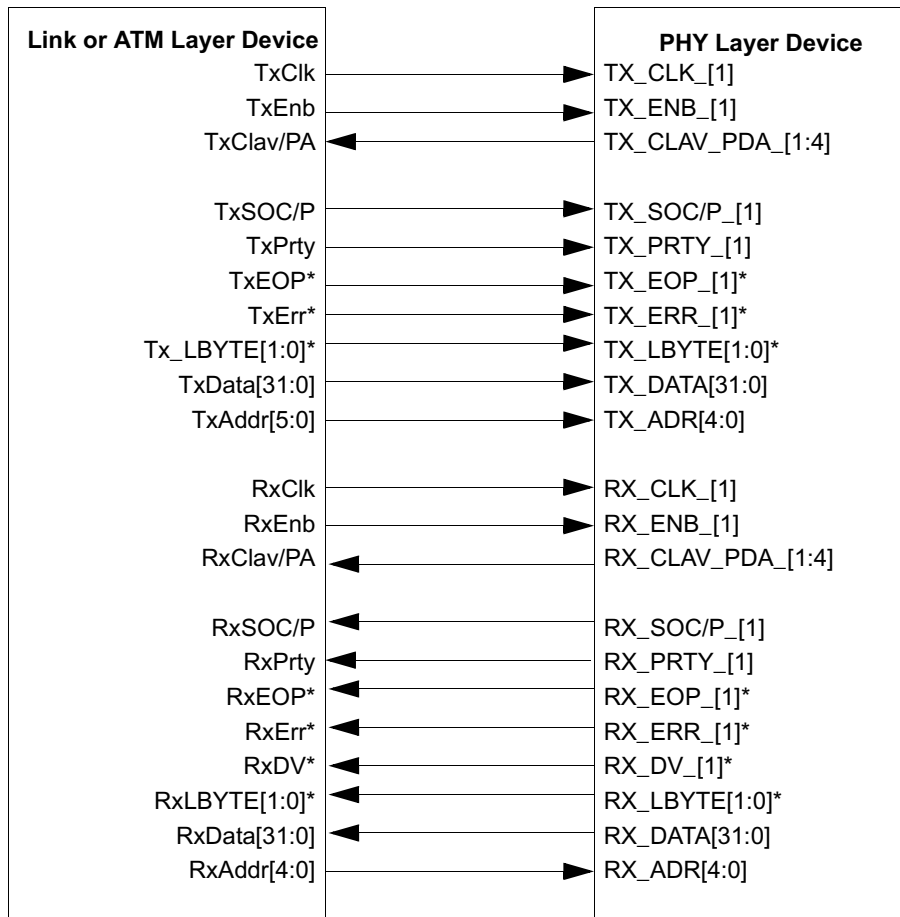 Link or ATM Layer Device PHY Layer Device
TxClk TX_CLK_[1]
TxEnb TX_ENB_[1]
TxClav/PA TX_CLAV_PDA_[1:4]
TxSOC/P TX_SOC/P_[1]
TxPrty TX_PRTY_[1]
TxEOP* TX_EOP_[1]*
TxErr* TX_ERR_[1]*
Tx_LBYTE[1:0]* TX_LBYTE[1:0]*
TxData[31:0] TX_DATA[31:0]
TxAddr[5:0] TX_ADR[4:0]
RxClk RX_CLK_[1]
RxEnb RX_ENB_[1]
RxClav/PA RX_CLAV_PDA_[1:4]
RxSOC/P RX_SOC/P_[1]
RxPrty RX_PRTY_[1]
RxEOP* RX_EOP_[1]*
RxErr* RX_ERR_[1]*
RxDV* RX_DV_[1]*
RxLBYTE[1:0]* RX_LBYTE[1:0]*
RxData[31:0] RX_DATA[31:0]
RxAddr[4:0] RX_ADR[4:0]